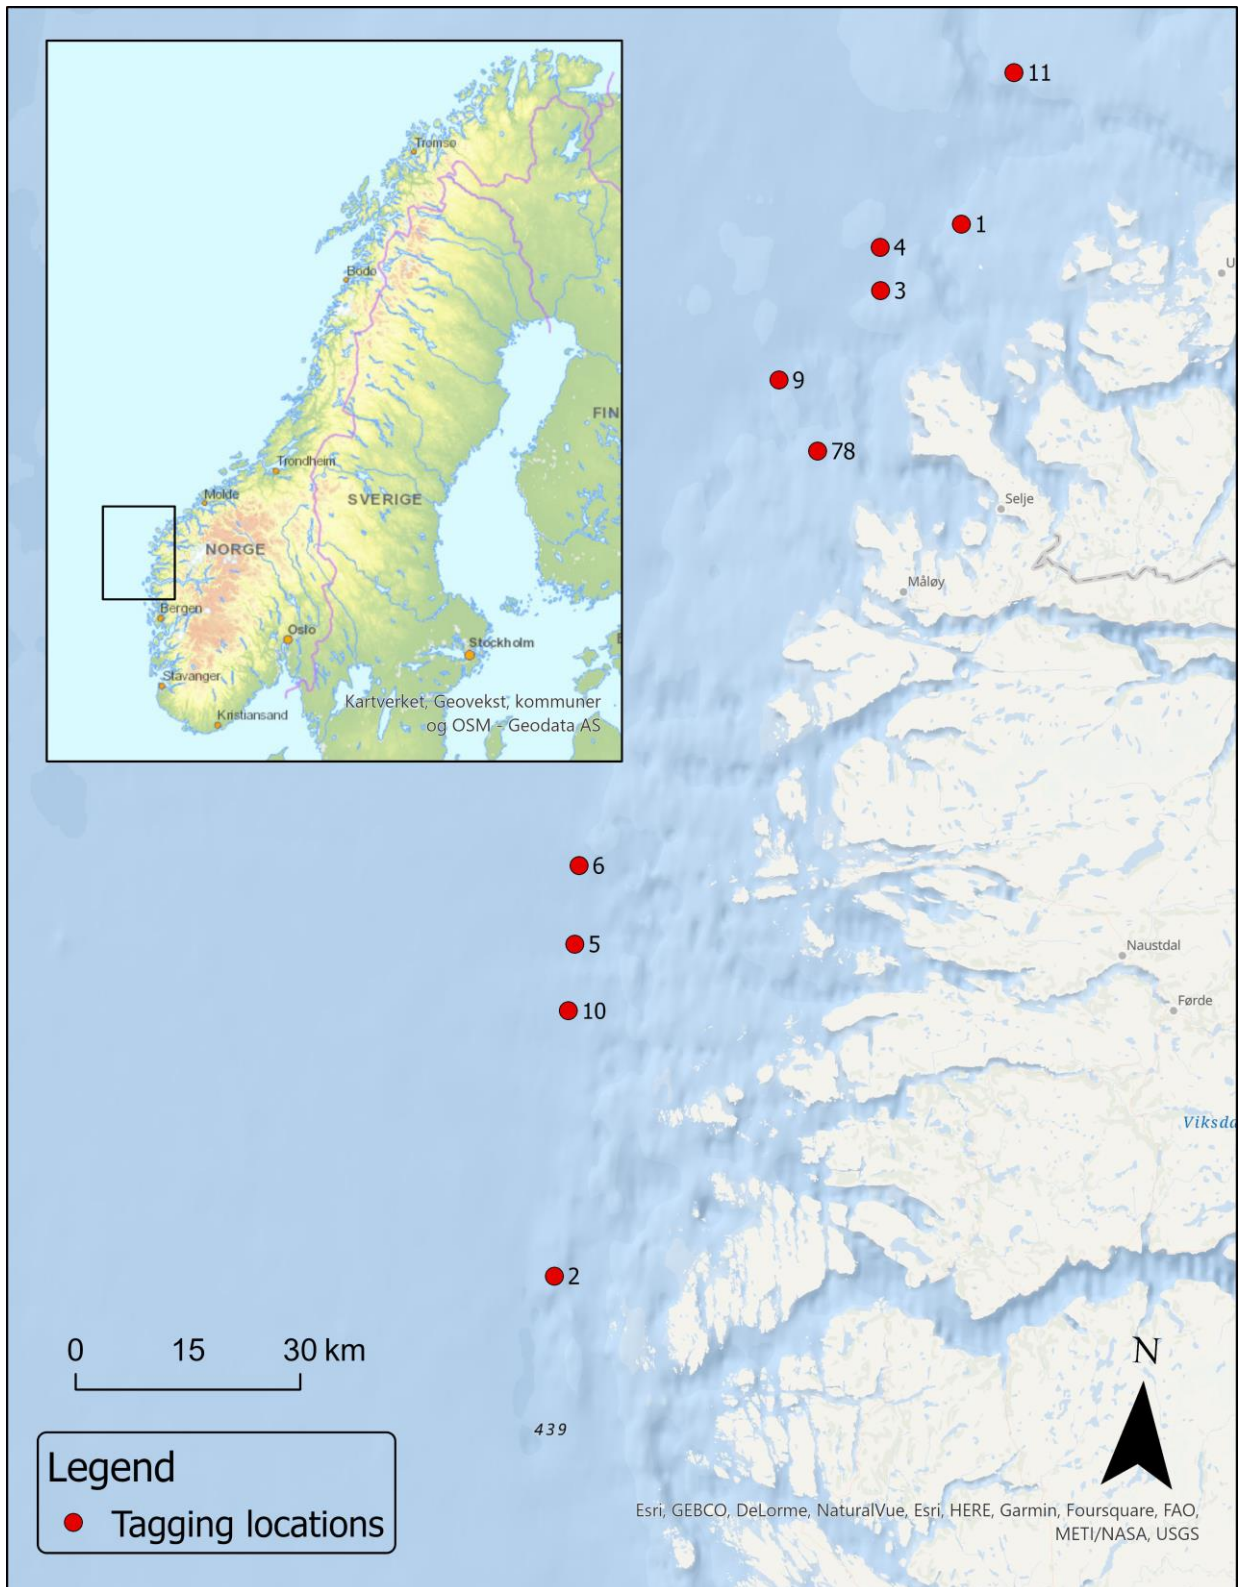 11
1
4
3
9
78
U
Selje
Måløy
Tromsø
Bodø
FIN
Trondheim
Molde
SVERIGE
NORGE
Bergen
Oslo
Stockholm
Stavanger
Kristiansand
Kartverket, Geovekst, kommuner
og OSM - Geodata AS
6
5
10
Naustdal
Førde
Viksda
2
0 15 30 km
439
N
Legend
Tagging locations
Esri, GEBCO, DeLorme, NaturalVue, Esri, HERE, Garmin, Foursquare, FAO,
METI/NASA, USGS